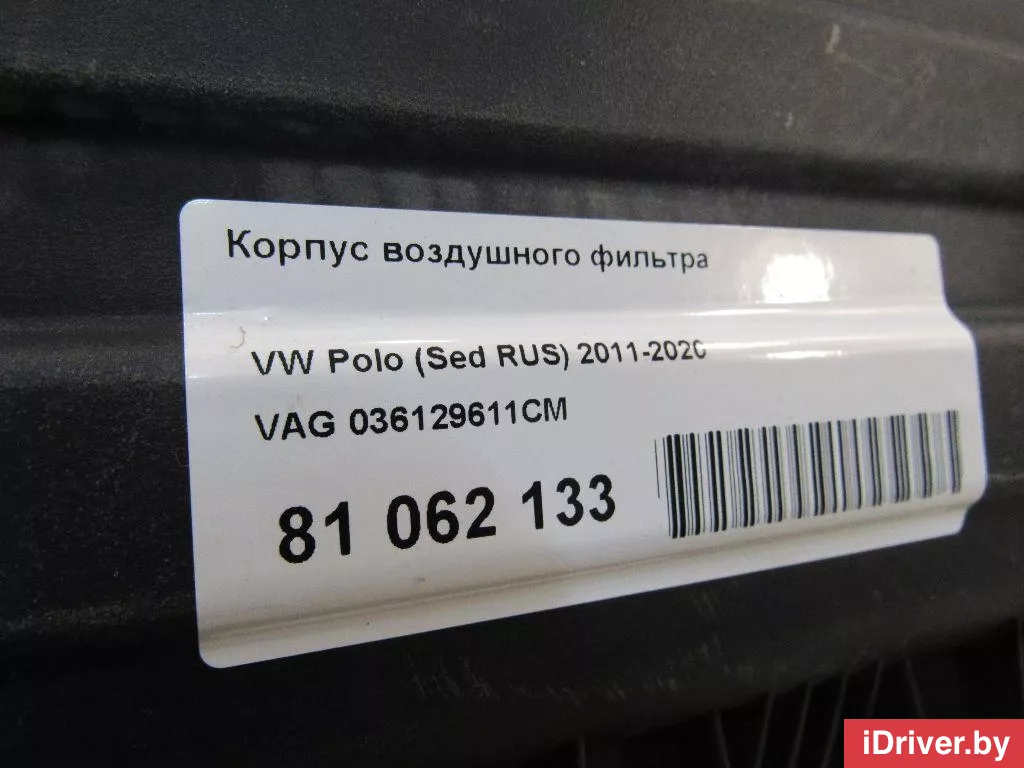 Корпус воздушного фильтра
VW Polo (Sed RUS) 2011-2020
VAG 036129611CM
81 062 133
iDriver.by